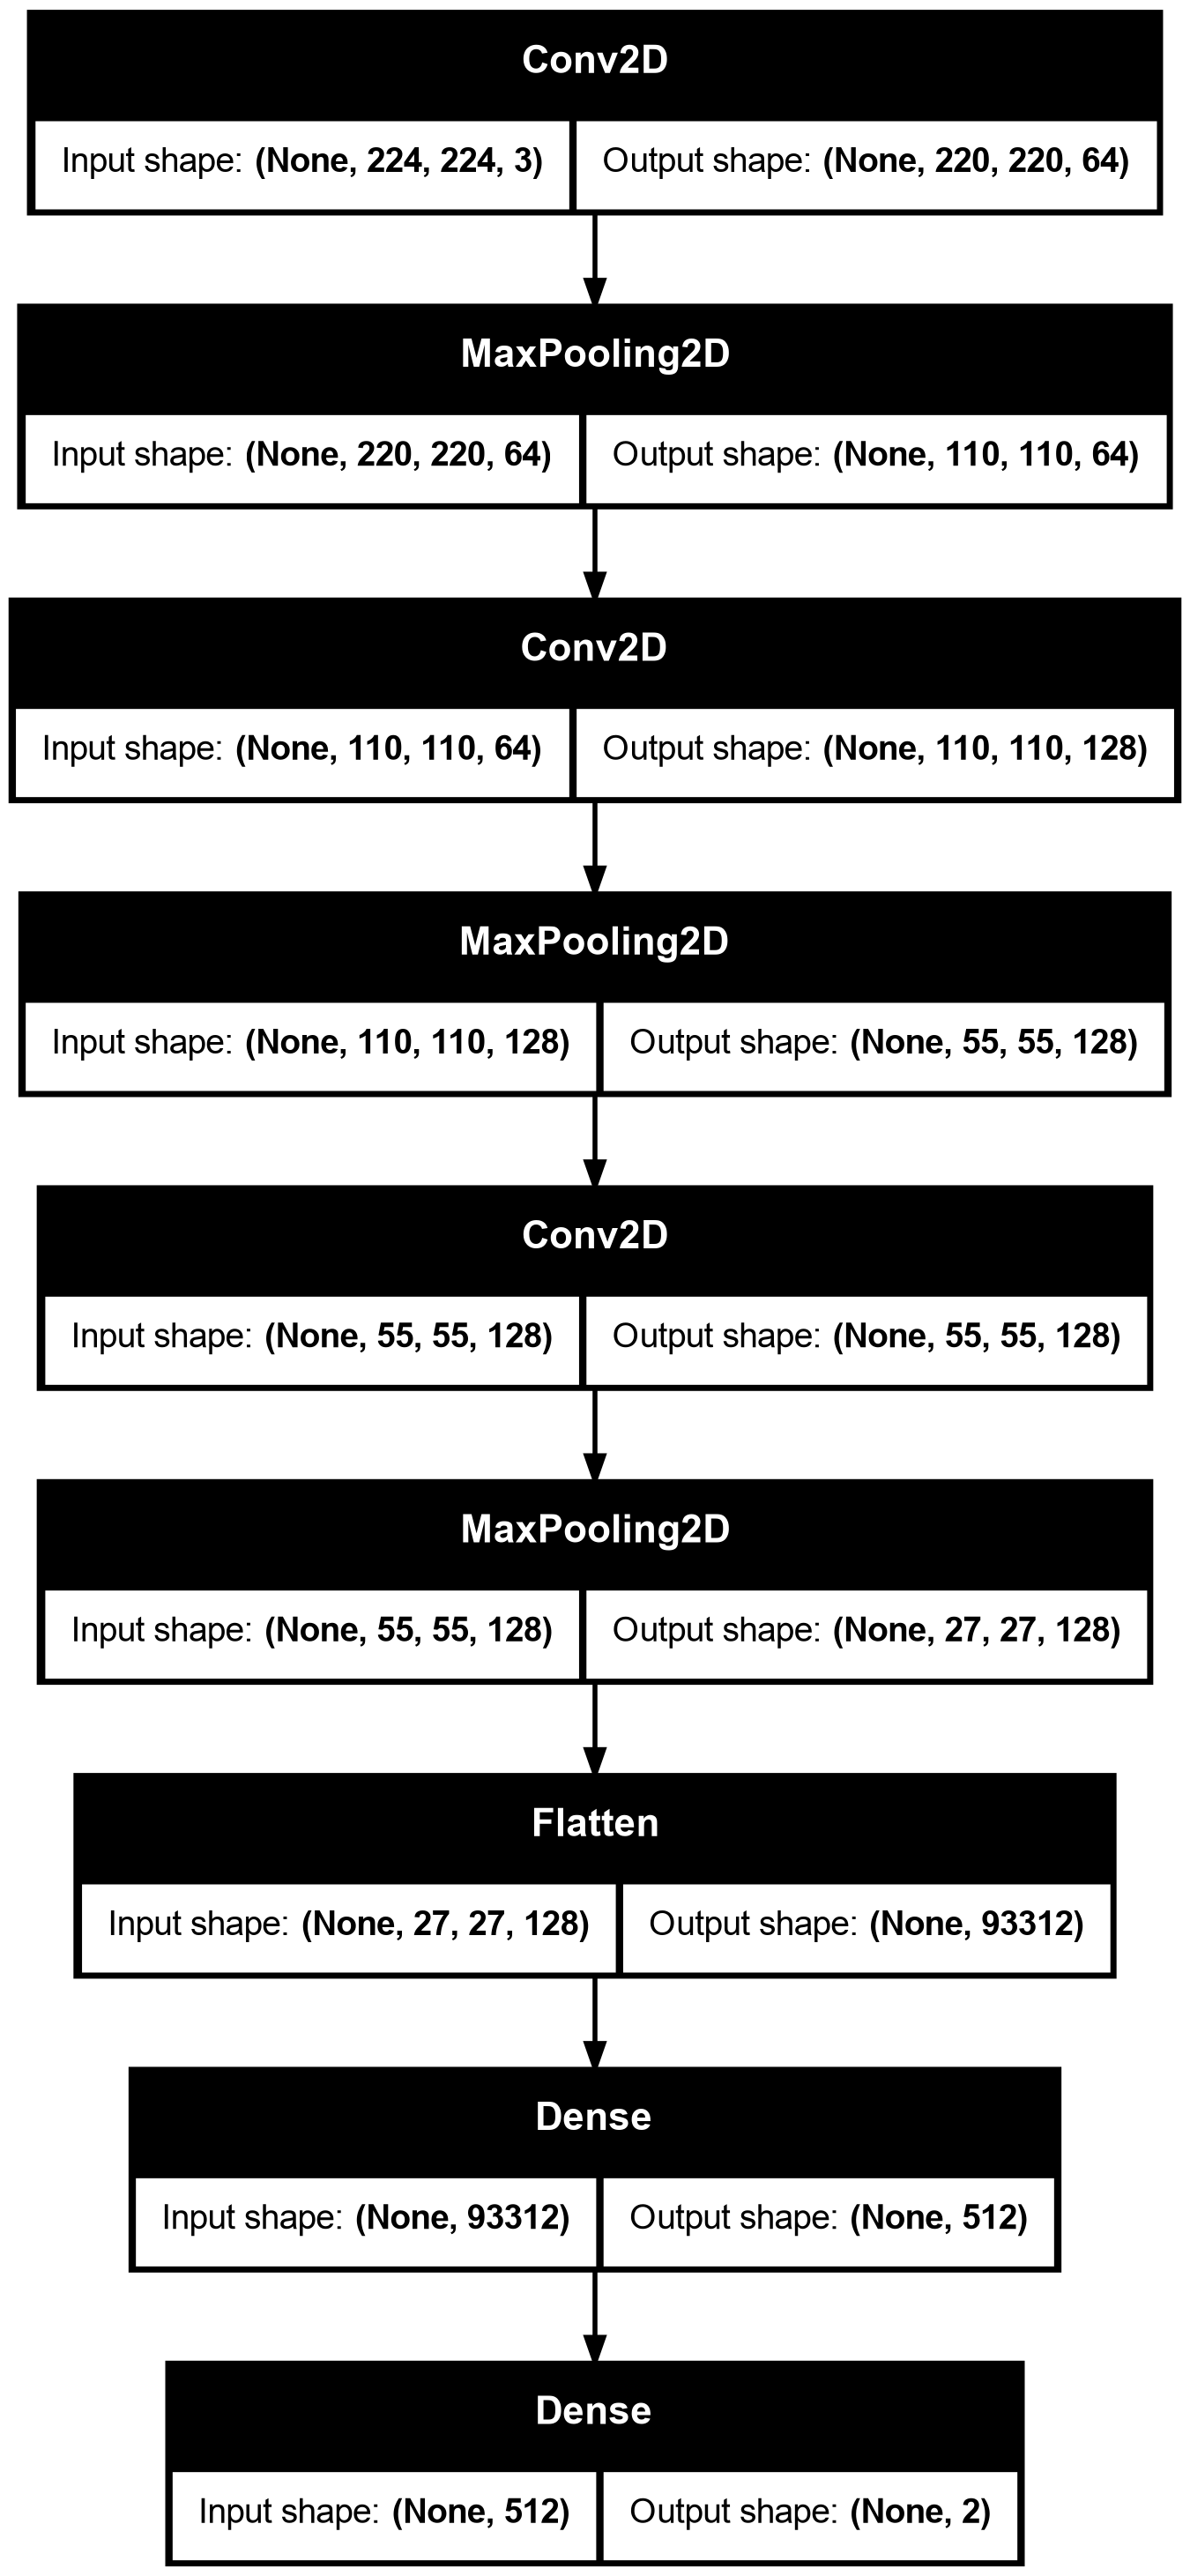 Conv2D
Input shape: (None, 224, 224, 3) Output shape: (None, 220, 220, 64)
MaxPooling2D
Input shape: (None, 220, 220, 64) Output shape: (None, 110, 110, 64)
Conv2D
Input shape: (None, 110, 110, 64) Output shape: (None, 110, 110, 128)
MaxPooling2D
Input shape: (None, 110, 110, 128) Output shape: (None, 55, 55, 128)
Conv2D
Input shape: (None, 55, 55, 128) Output shape: (None, 55, 55, 128)
MaxPooling2D
Input shape: (None, 55, 55, 128) Output shape: (None, 27, 27, 128)
Flatten
Input shape: (None, 27, 27, 128) Output shape: (None, 93312)
Dense
Input shape: (None, 93312) Output shape: (None, 512)
Dense
Input shape: (None, 512) Output shape: (None, 2)